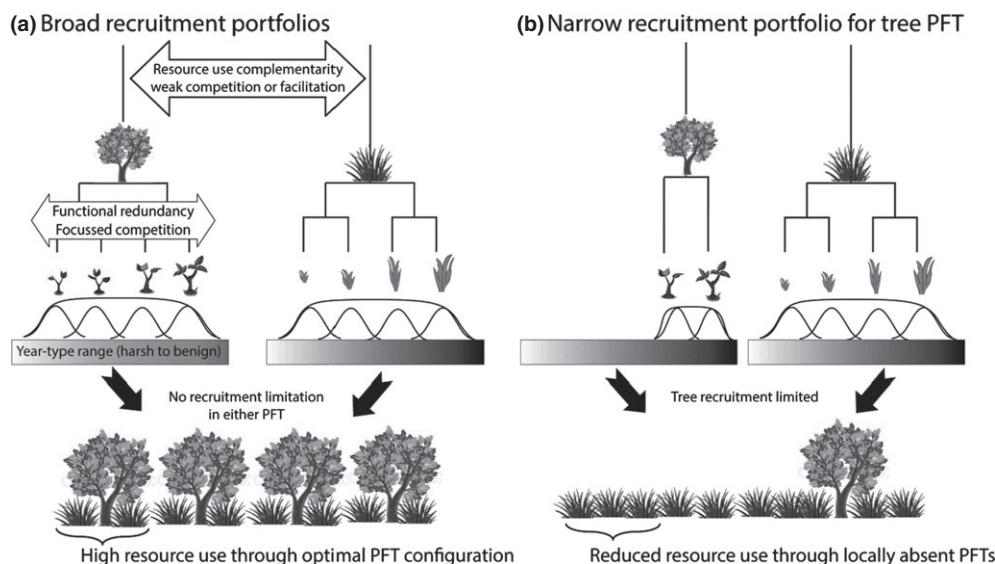 (a) Broad recruitment portfolios
Resource use complementarity
weak competition or facilitation
Functional redundancy
Focussed competition
Year-type range (harsh to benign)
No recruitment limitation
in either PFT
High resource use through optimal PFT configuration
(b) Narrow recruitment portfolio for tree PFT
Tree recruitment limited
Reduced resource use through locally absent PFTs